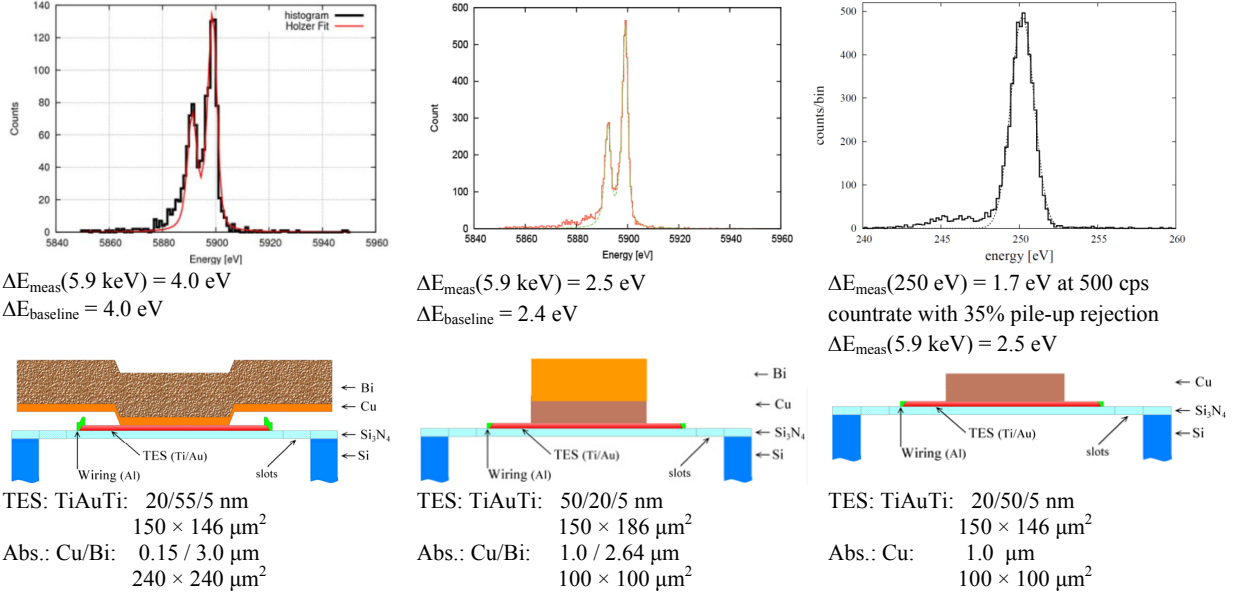 140
120
100
80
60
40
20
0
Counts
histogram
Holzer Fit
5840 5860 5880 5900 5920 5940 5960
Energy [eV]
ΔEmeas(5.9 keV) = 4.0 eV
ΔEbaseline = 4.0 eV
Bi
Cu
Si3N4
Si
TES (Ti/Au)
slots
Wiring (Al)
TES: TiAuTi: 20/55/5 nm
150 × 146 μm2
Abs.: Cu/Bi: 0.15 / 3.0 μm
240 × 240 μm2
600
500
400
300
200
100
0
Count
5840 5860 5880 5900 5920 5940 5960
Energy [eV]
ΔEmeas(5.9 keV) = 2.5 eV
ΔEbaseline = 2.4 eV
Bi
Cu
Si3N4
Si
TES (Ti/Au)
slots
Wiring (Al)
TES: TiAuTi: 50/20/5 nm
150 × 186 μm2
Abs.: Cu/Bi: 1.0 / 2.64 μm
100 × 100 μm2
500
400
300
200
100
0
counts/bin
240 245 250 255 260
energy [eV]
ΔEmeas(250 eV) = 1.7 eV at 500 cps
countrate with 35% pile-up rejection
ΔEmeas(5.9 keV) = 2.5 eV
Cu
Si3N4
Si
TES (Ti/Au)
slots
Wiring (Al)
TES: TiAuTi: 20/50/5 nm
150 × 146 μm2
Abs.: Cu: 1.0 μm
100 × 100 μm2